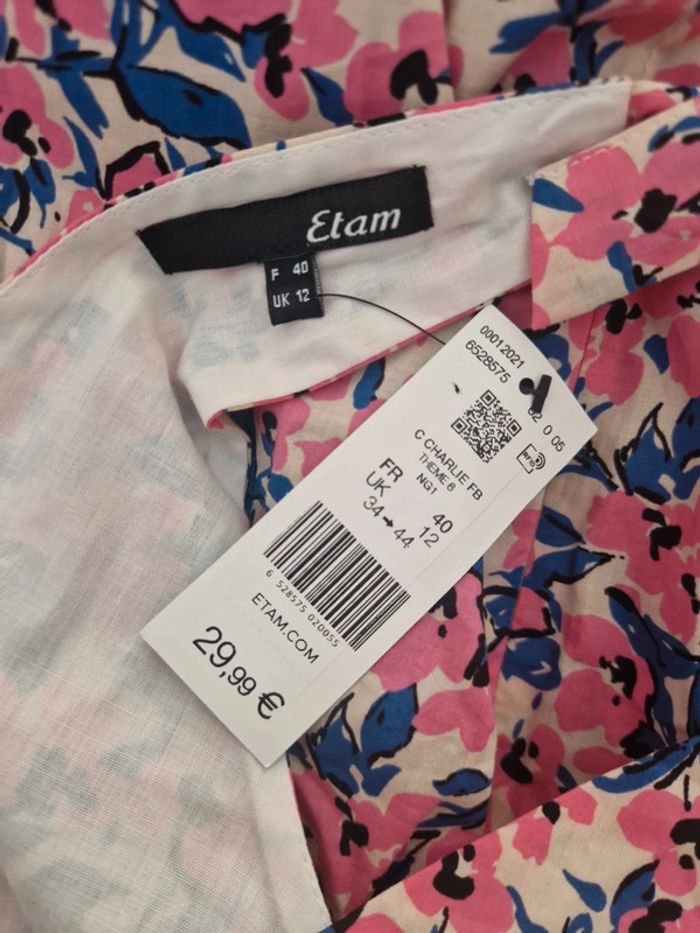 Etam
F 40
UK 12
00012021
6528575
02 0 05
RFID
C CHARLIE FB
THEME 6
NG1
FR 40
UK 12
34→44
6 528575 020055
ETAM.COM
29,99 €